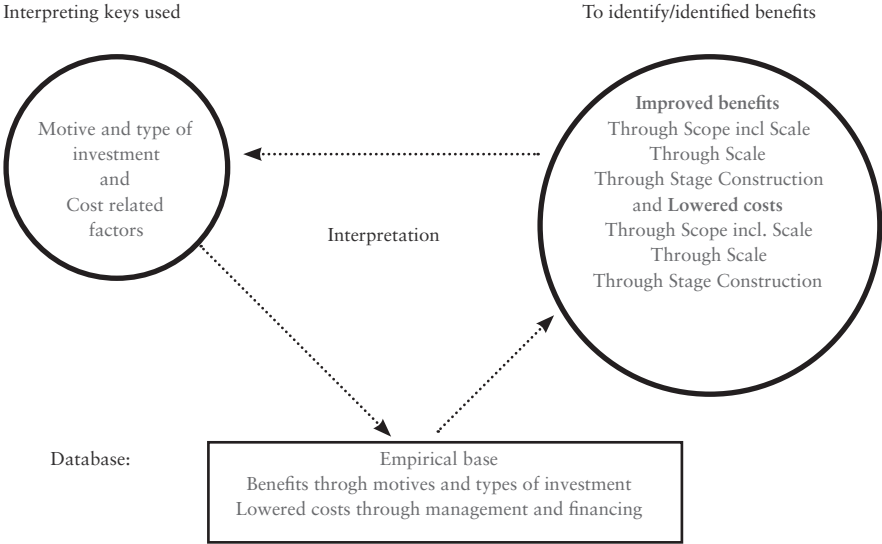 Interpreting keys used
To identify/identified benefits
Motive and type of
investment
and
Cost related
factors
Improved benefits
Through Scope incl Scale
Through Scale
Through Stage Construction
and Lowered costs
Through Scope incl. Scale
Through Scale
Through Stage Construction
Interpretation
Database:
Empirical base
Benefits throgh motives and types of investment
Lowered costs through management and financing